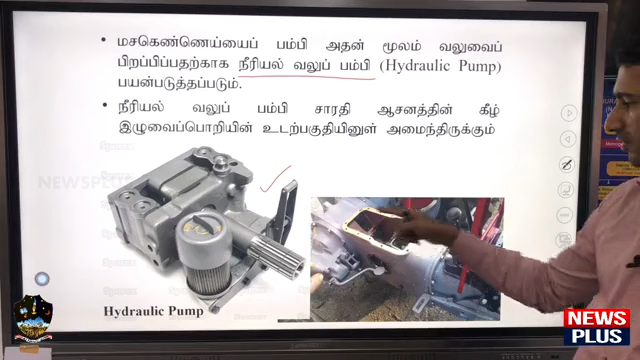 • மசகெண்ணெய்யைப் பம்பி அதன் மூலம் வலுவைப்
பிறப்பிப்பதற்காக நீரியல் வலுப் பம்பி (Hydraulic Pump)
பயன்படுத்தப்படும்.
• நீரியல் வலுப் பம்பி சாரதி ஆசனத்தின் கீழ்
இழுவைப்பொறியின் உடற்பகுதியினுள் அமைந்திருக்கும்
NEWSPLUS
Hydraulic Pump
NEWS
PLUS